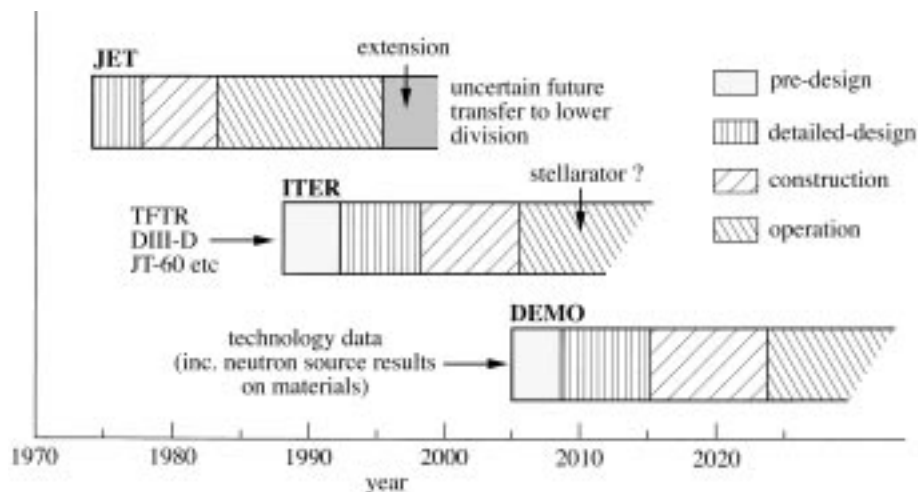 extension
JET
uncertain future
transfer to lower
division
pre-design
detailed-design
construction
operation
stellarator ?
ITER
TFTR
DIII-D
JT-60 etc
DEMO
technology data
(inc. neutron source results
on materials)
1970 1980 1990 2000 2010 2020
year